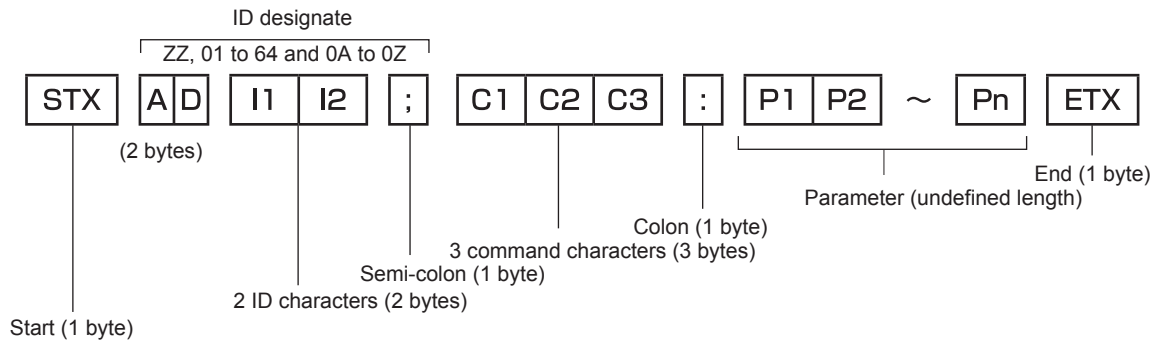 ID designate
ZZ, 01 to 64 and 0A to 0Z
STX A D I1 I2 ; C1 C2 C3 : P1 P2 ~ Pn ETX
(2 bytes)
End (1 byte)
Parameter (undefined length)
Colon (1 byte)
3 command characters (3 bytes)
Semi-colon (1 byte)
2 ID characters (2 bytes)
Start (1 byte)